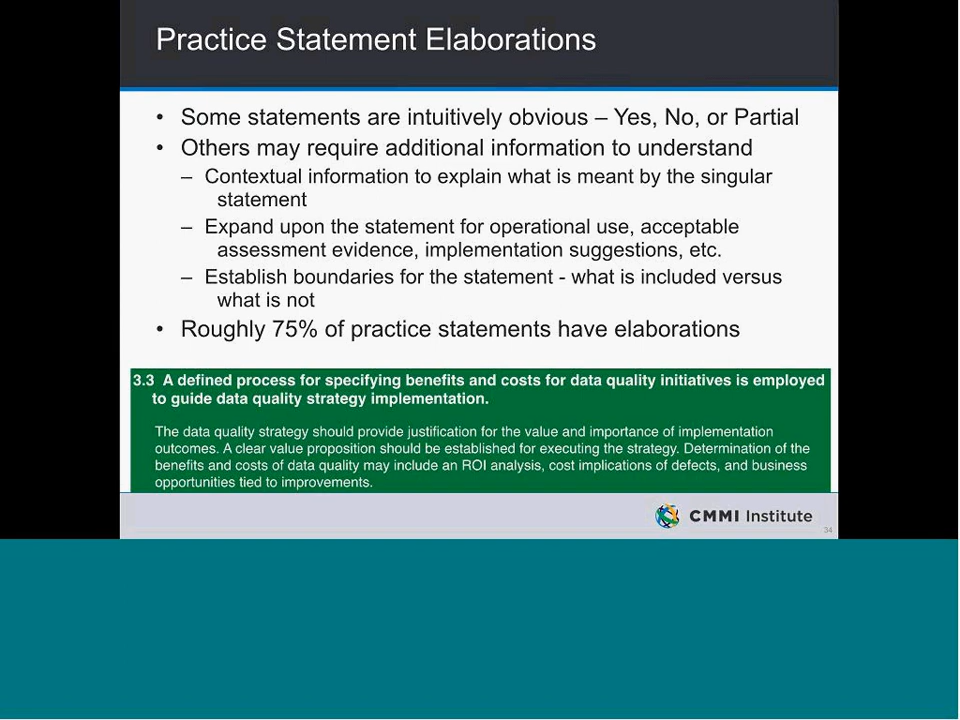 Practice Statement Elaborations
• Some statements are intuitively obvious – Yes, No, or Partial
• Others may require additional information to understand
– Contextual information to explain what is meant by the singular
statement
– Expand upon the statement for operational use, acceptable
assessment evidence, implementation suggestions, etc.
– Establish boundaries for the statement - what is included versus
what is not
• Roughly 75% of practice statements have elaborations
3.3 A defined process for specifying benefits and costs for data quality initiatives is employed
to guide data quality strategy implementation.
The data quality strategy should provide justification for the value and importance of implementation
outcomes. A clear value proposition should be established for executing the strategy. Determination of the
benefits and costs of data quality may include an ROI analysis, cost implications of defects, and business
opportunities tied to improvements.
CMMI Institute
34